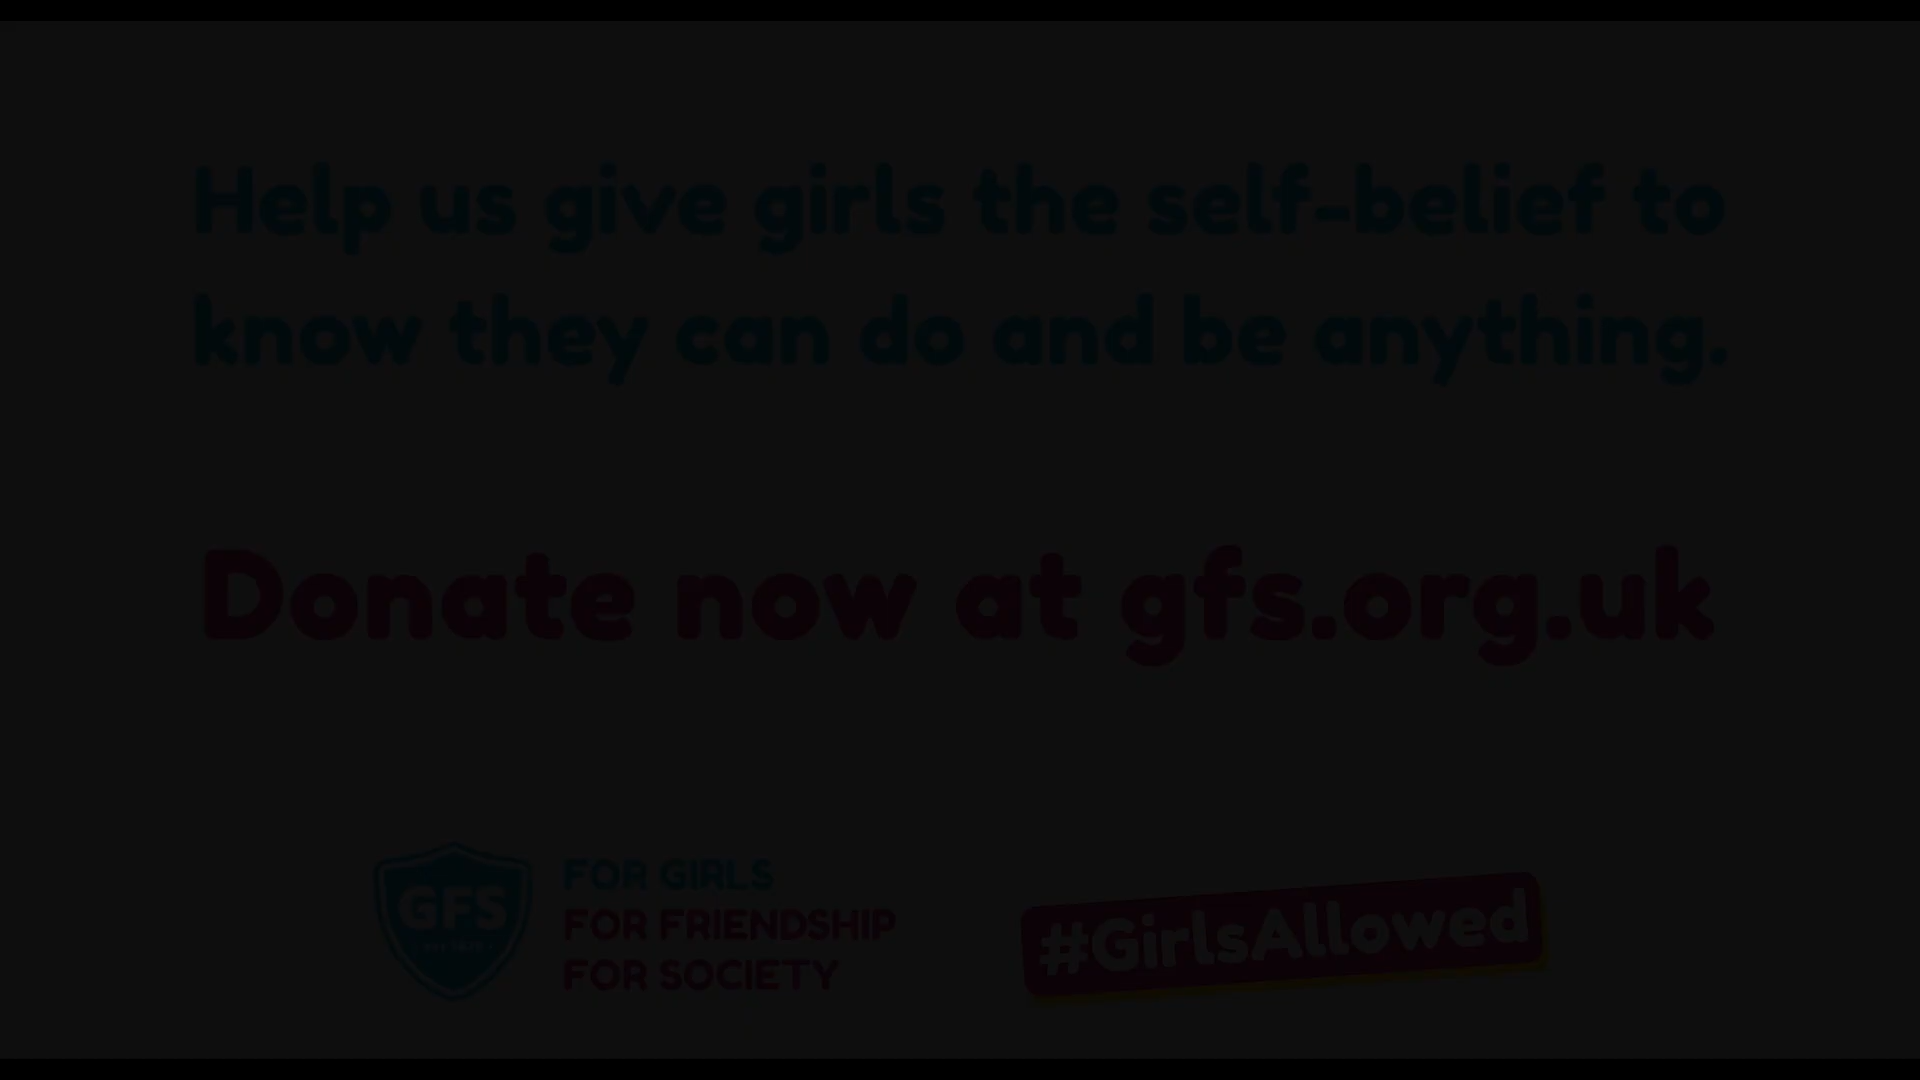 Help us give girls the self-belief to
know they can do and be anything.
Donate now at gfs.org.uk
GFS
FOR GIRLS
FOR FRIENDSHIP
FOR SOCIETY
#GirlsAllowed